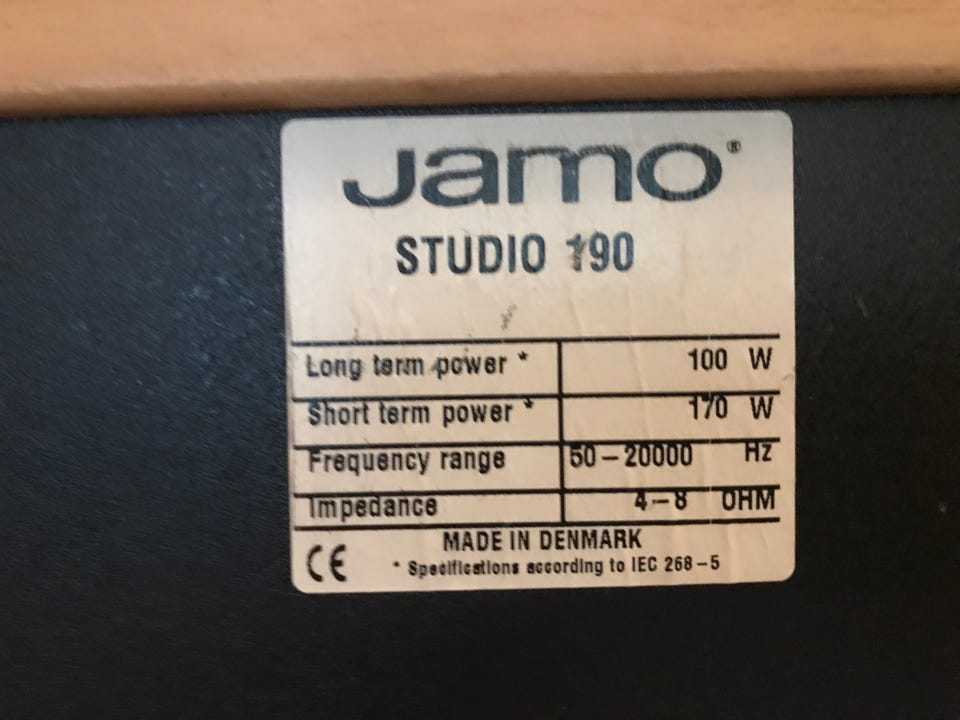 Jamo®
STUDIO 190
Long term power * 100 W
Short term power * 170 W
Frequency range 50-20000 Hz
Impedance 4-8 OHM
MADE IN DENMARK
CE * Specifications according to IEC 268-5